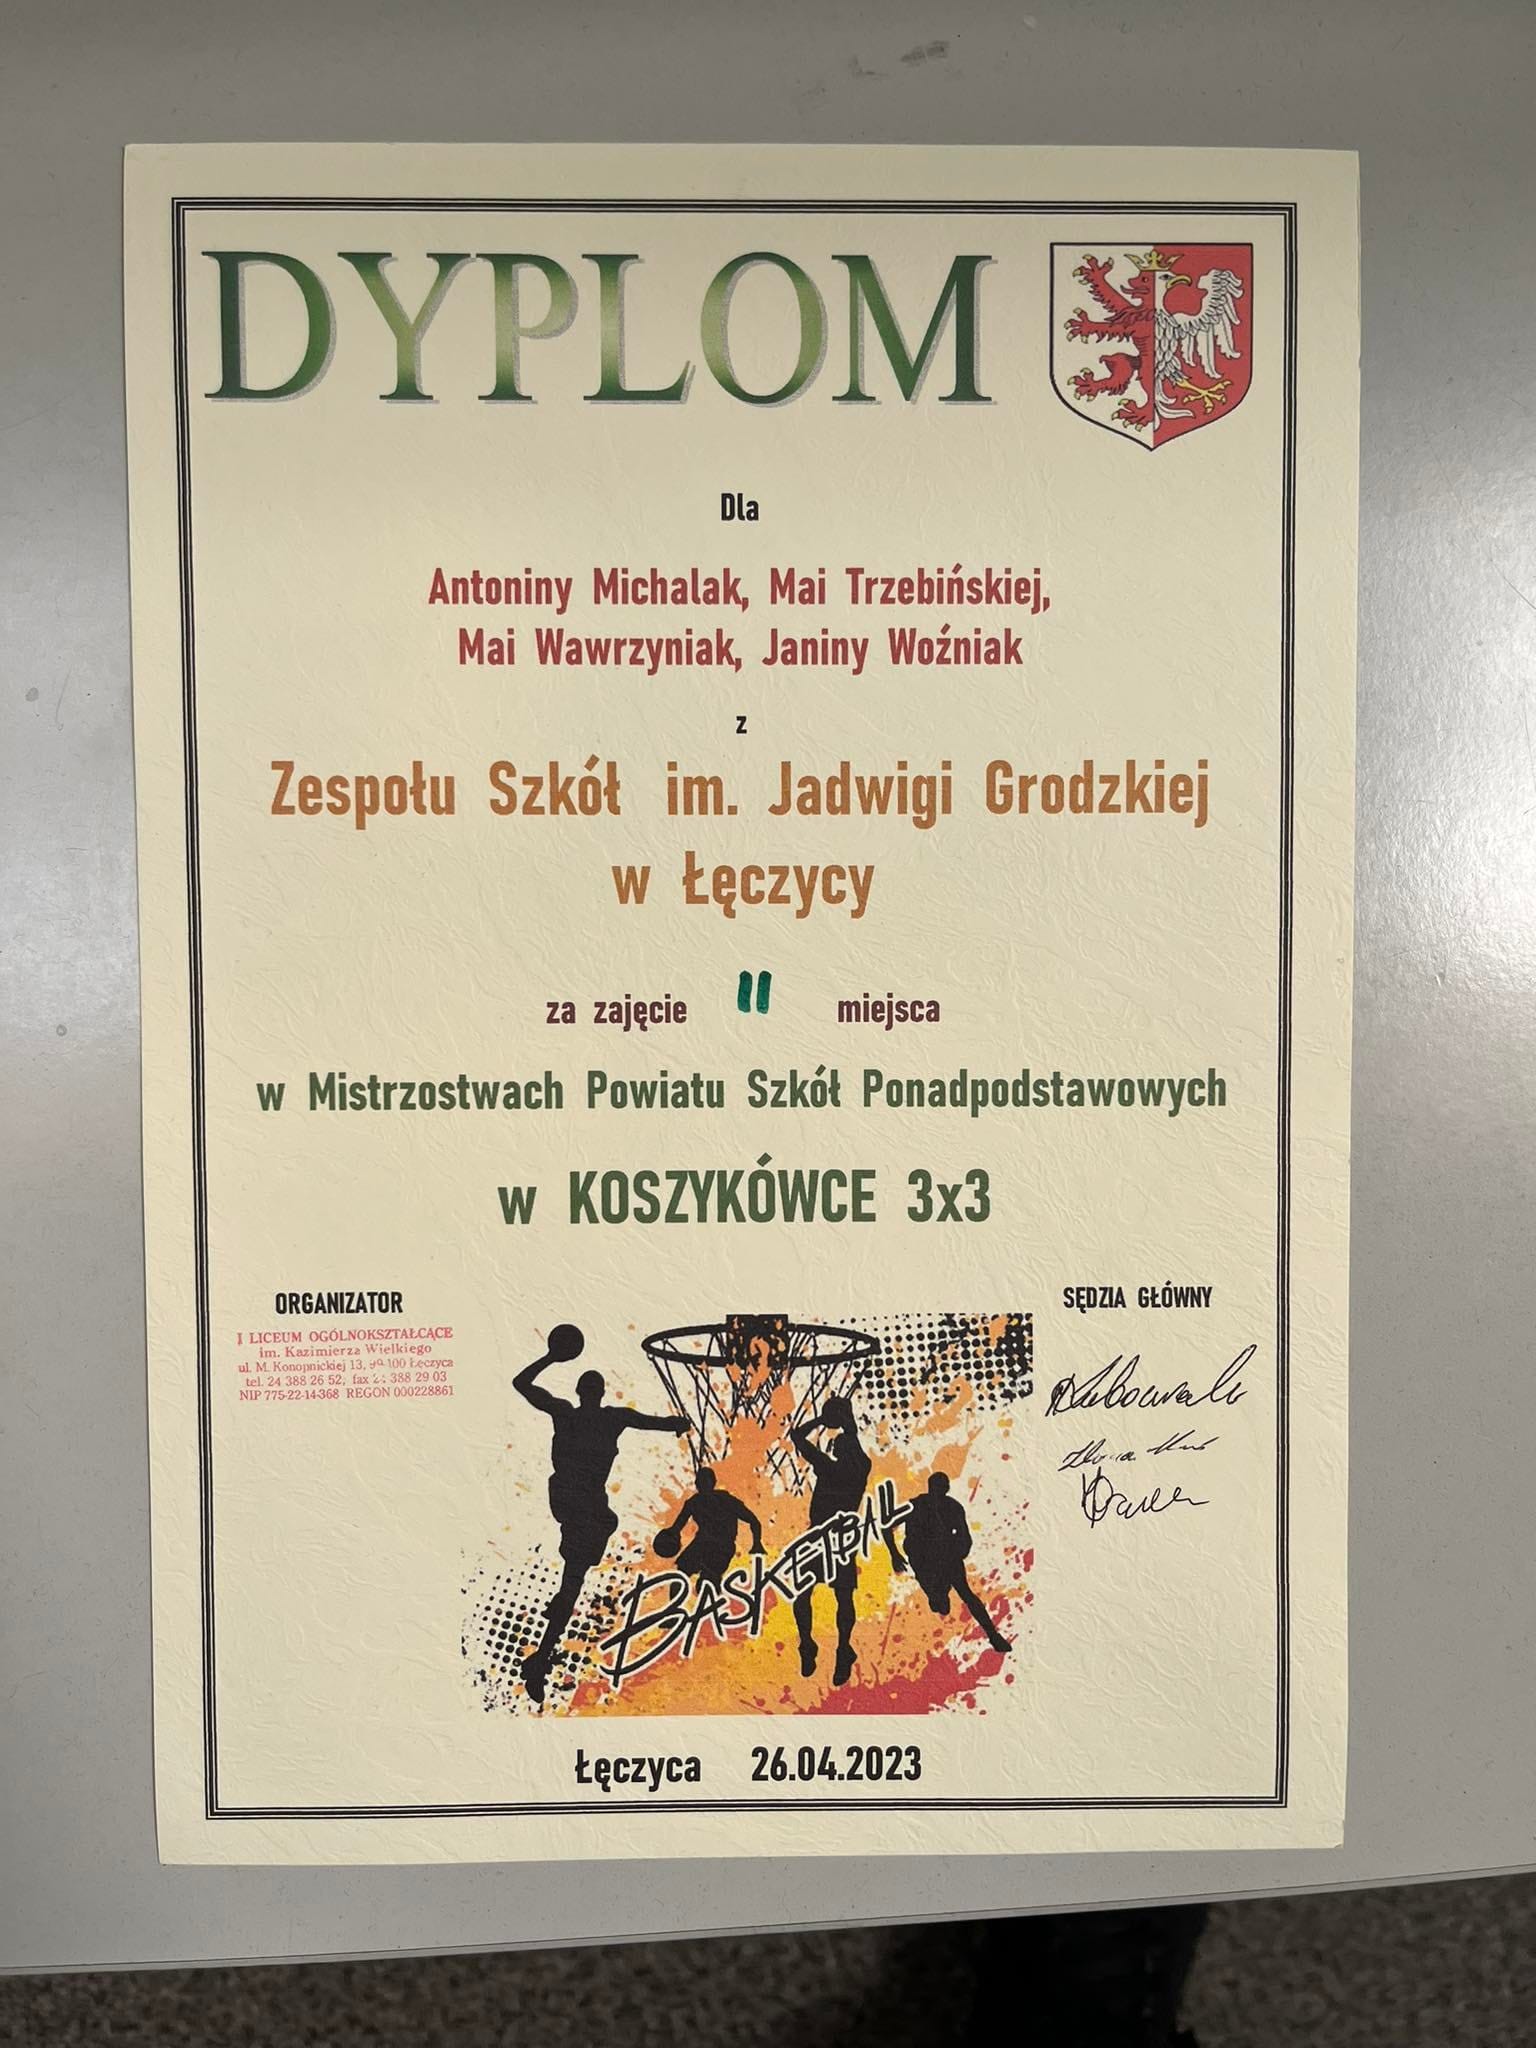 DYPLOM
Dla
Antoniny Michalak, Mai Trzebińskiej,
Mai Wawrzyniak, Janiny Woźniak
z
Zespołu Szkół im. Jadwigi Grodzkiej
w Łęczycy
za zajęcie II miejsca
w Mistrzostwach Powiatu Szkół Ponadpodstawowych
w KOSZYKÓWCE 3x3
ORGANIZATOR
I LICEUM OGÓLNOKSZTAŁCĄCE
im. Kazimierza Wielkiego
ul. M. Konopnickiej 13, 99-100 Łęczyca
tel. 24 388 26 52, fax 24 388 29 03
NIP 775-22-14-368 REGON 000228861
SĘDZIA GŁÓWNY
BASKETBALL
Łęczyca 26.04.2023